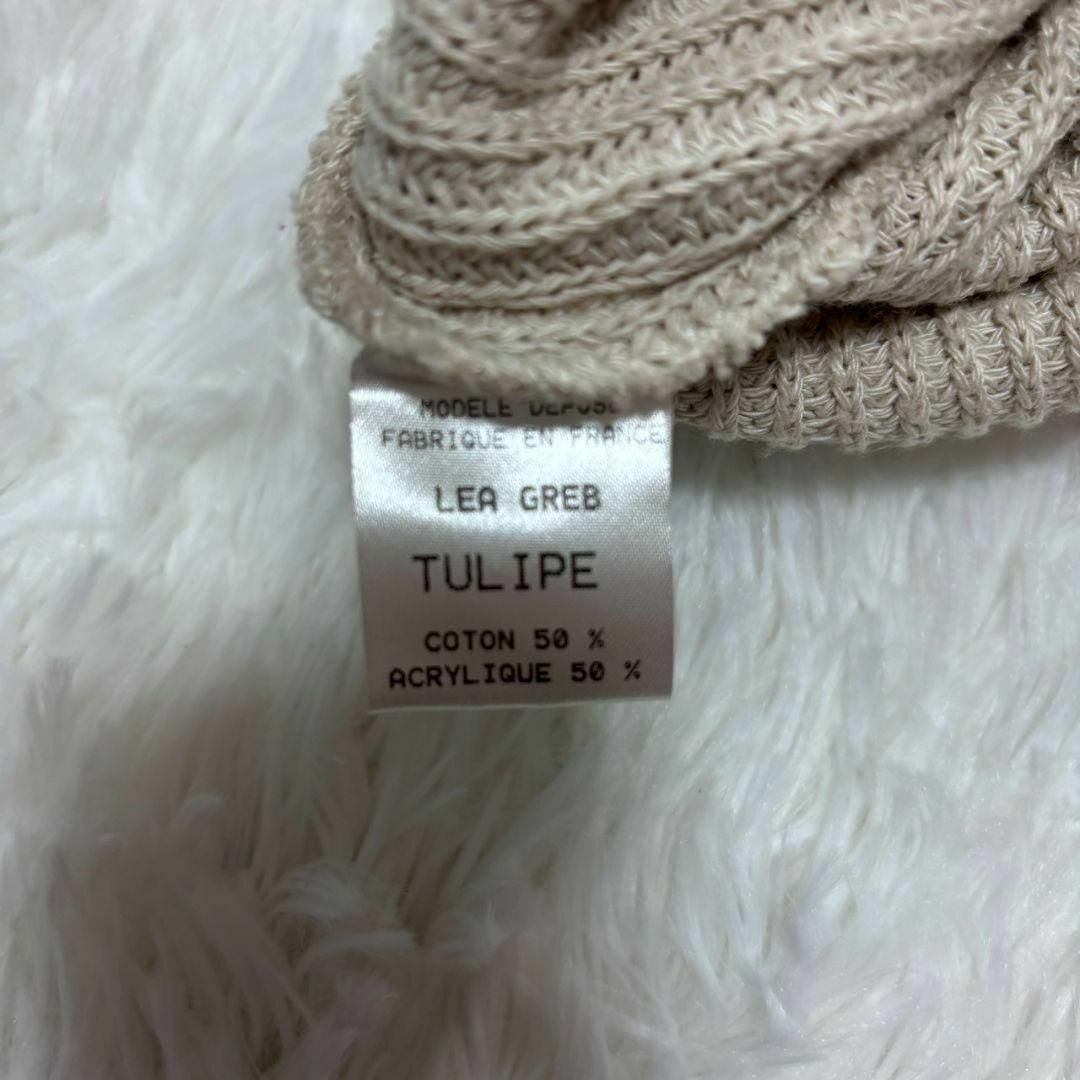 MODELE DEPOSE
FABRIQUE EN FRANCE
LEA GREB
TULIPE
COTON 50 %
ACRYLIQUE 50 %